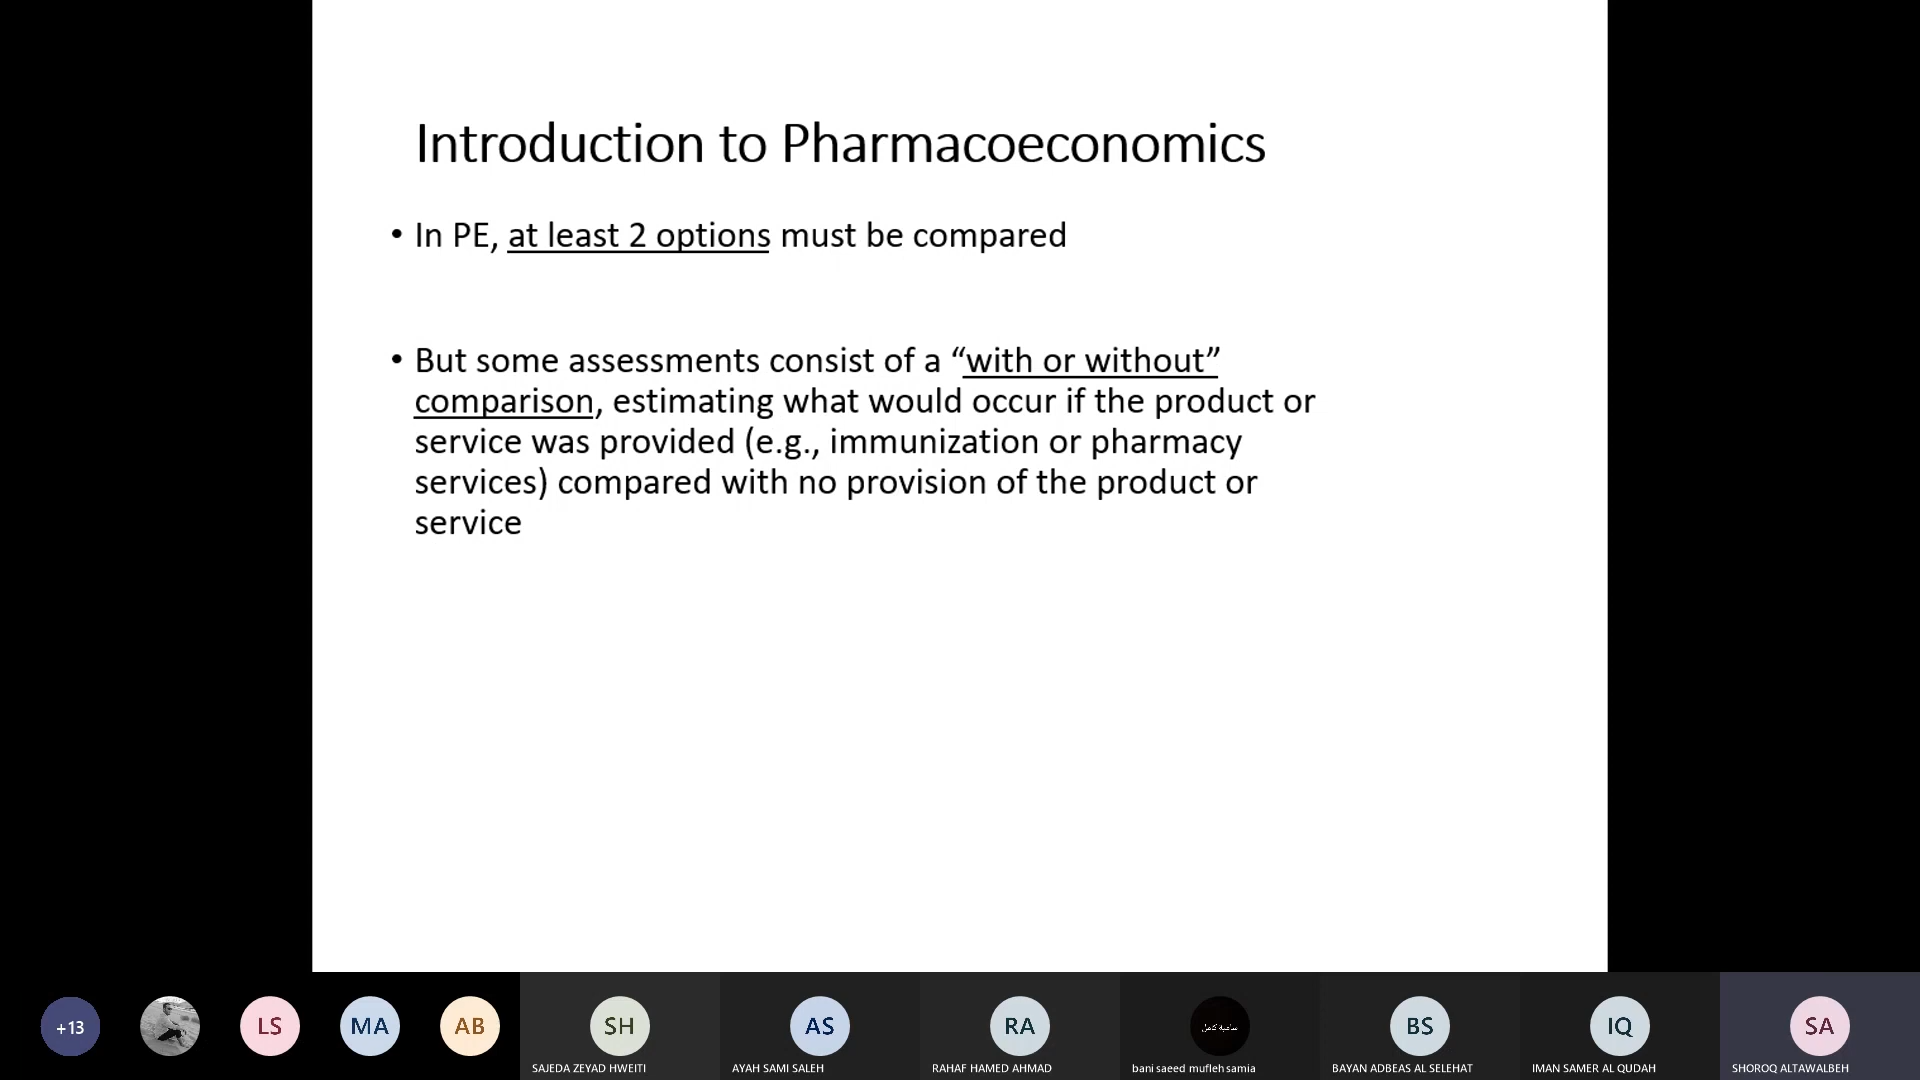 Introduction to Pharmacoeconomics
• In PE, at least 2 options must be compared
• But some assessments consist of a “with or without”
comparison, estimating what would occur if the product or
service was provided (e.g., immunization or pharmacy
services) compared with no provision of the product or
service
+13
LS
MA
AB
SH
AS
RA
سامية كامل
BS
IQ
SA
SAJEDA ZEYAD HWEITI
AYAH SAMI SALEH
RAHAF HAMED AHMAD
bani saeed mufleh samia
BAYAN ADBEAS AL SELEHAT
IMAN SAMER AL QUDAH
SHOROQ ALTAWALBEH